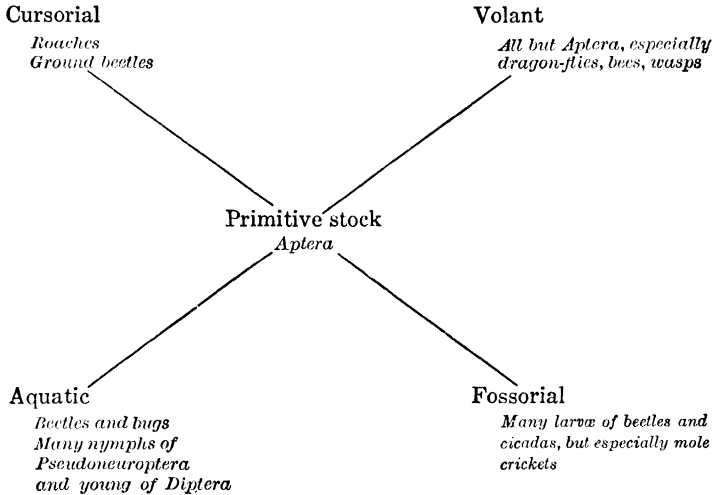 Cursorial
Roaches
Ground beetles
Volant
All but Aptera, especially
dragon-flies, bees, wasps
Primitive stock
Aptera
Aquatic
Beetles and bugs
Many nymphs of
Pseudoneuroptera
and young of Diptera
Fossorial
Many larvæ of beetles and
cicadas, but especially mole
crickets